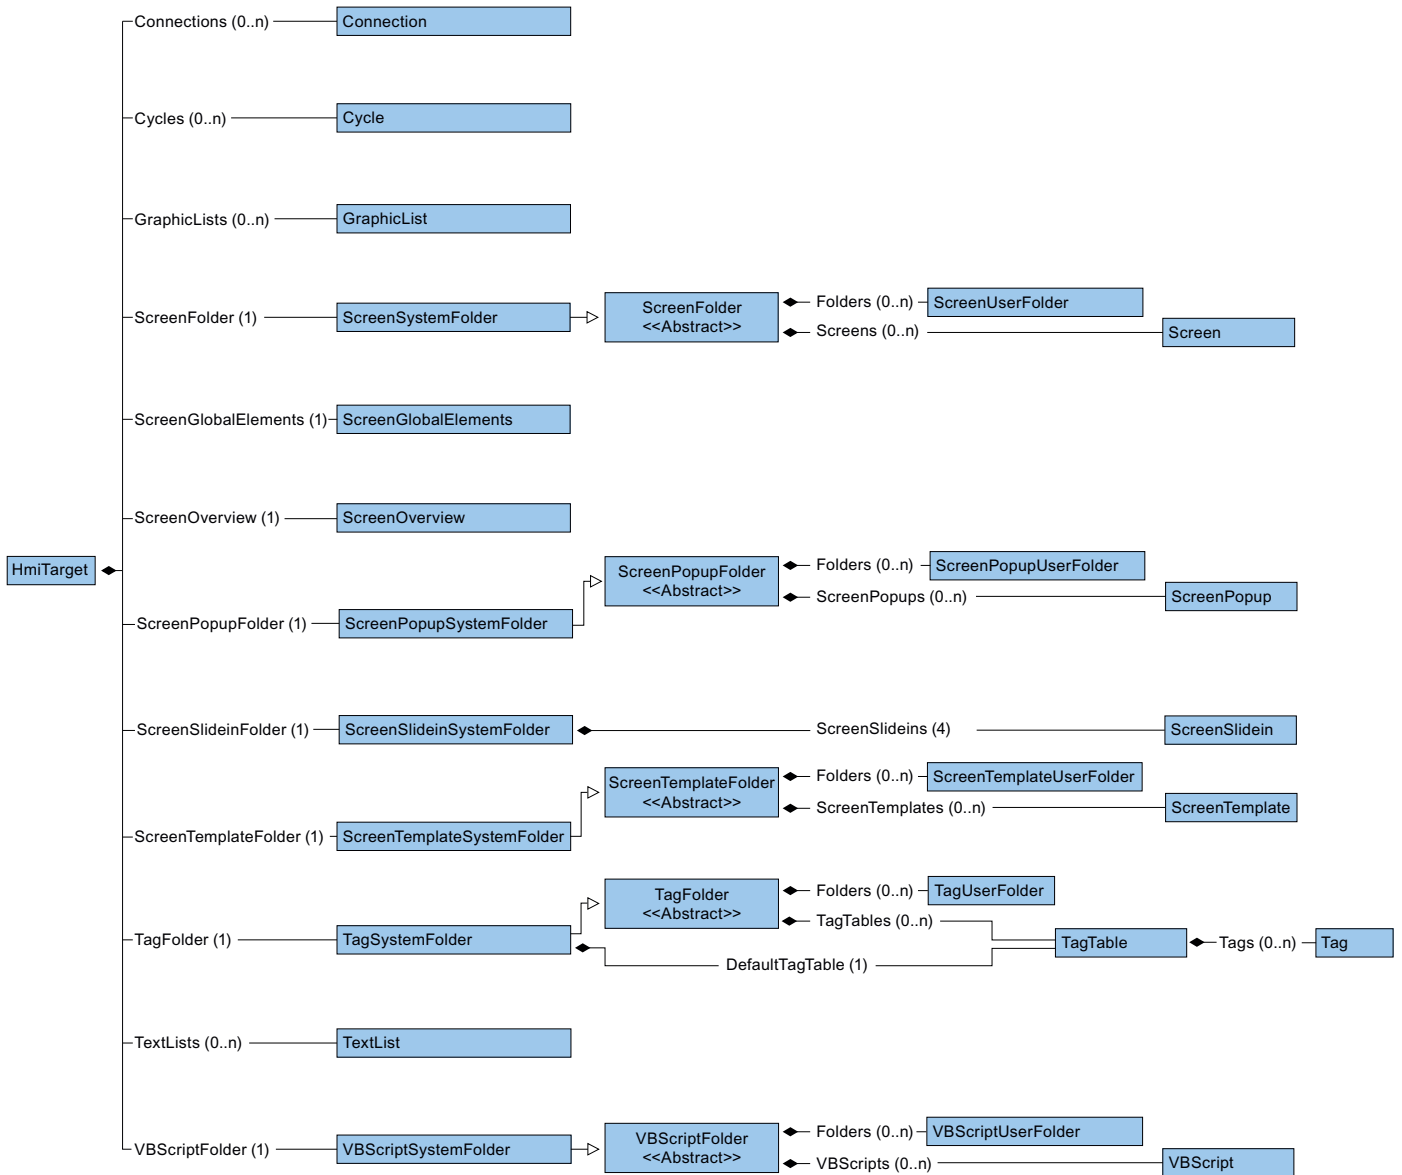 Connections (0..n)
Connection
Cycles (0..n)
Cycle
GraphicLists (0..n)
GraphicList
ScreenFolder (1)
ScreenSystemFolder
ScreenFolder
<<Abstract>>
Folders (0..n)
ScreenUserFolder
Screens (0..n)
Screen
ScreenGlobalElements (1)
ScreenGlobalElements
ScreenOverview (1)
ScreenOverview
HmiTarget
ScreenPopupFolder (1)
ScreenPopupSystemFolder
ScreenPopupFolder
<<Abstract>>
Folders (0..n)
ScreenPopupUserFolder
ScreenPopups (0..n)
ScreenPopup
ScreenSlideinFolder (1)
ScreenSlideinSystemFolder
ScreenSlideins (4)
ScreenSlidein
ScreenTemplateFolder (1)
ScreenTemplateSystemFolder
ScreenTemplateFolder
<<Abstract>>
Folders (0..n)
ScreenTemplateUserFolder
ScreenTemplates (0..n)
ScreenTemplate
TagFolder (1)
TagSystemFolder
TagFolder
<<Abstract>>
Folders (0..n)
TagUserFolder
TagTables (0..n)
DefaultTagTable (1)
TagTable
Tags (0..n)
Tag
TextLists (0..n)
TextList
VBScriptFolder (1)
VBScriptSystemFolder
VBScriptFolder
<<Abstract>>
Folders (0..n)
VBScriptUserFolder
VBScripts (0..n)
VBScript